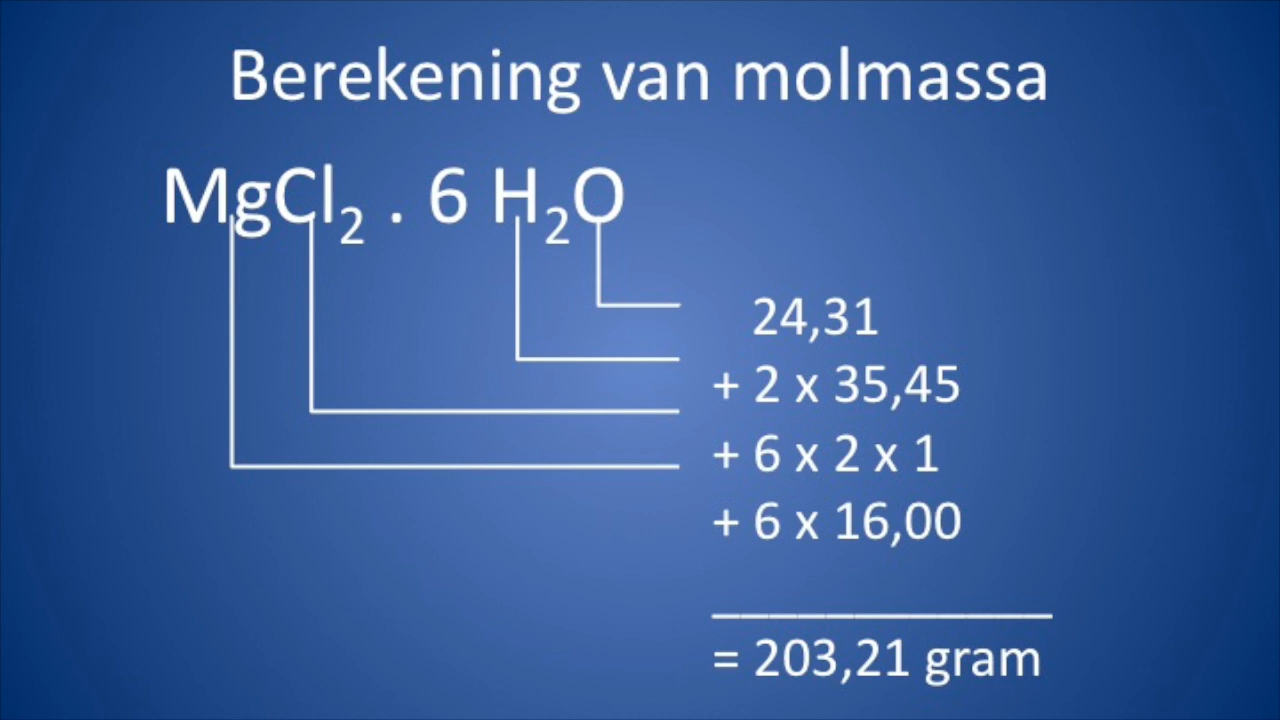 Berekening van molmassa
MgCl₂ . 6 H₂O
24,31
+ 2 x 35,45
+ 6 x 2 x 1
+ 6 x 16,00
= 203,21 gram